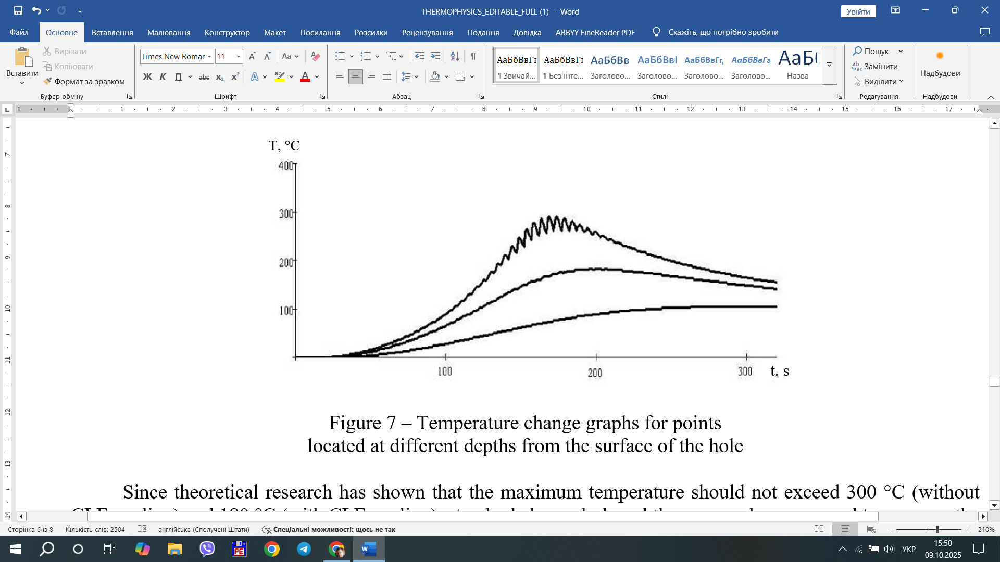 THERMOPHYSICS_EDITABLE_FULL (1) - Word
Увійти
Файл Основне Вставлення Малювання Конструктор Макет Посилання Розсилки Рецензування Подання Довідка ABBYY FineReader PDF Скажіть, що потрібно зробити
Вставити
Вирізати
Копіювати
Формат за зразком
Буфер обміну
Times New Roman 11
Ж К П abc x₂ x²
Шрифт
Абзац
АаБбВвГг АаБбВвГг АаБбВв АаБбВвІ АаБбВвГг, АаБбВвГг АаБб
¶ Звичай... ¶ Без інте... Заголово... Заголово... Заголово... Заголово... Назва
Стилі
Пошук
Замінити
Виділити
Редагування
Надбудови
Надбудови
1 1 2 3 4 5 6 7 8 9 10 11 12 13 14 15 16 17
7 8 9 10 11 12 13 14
T, °C
400
300
200
100
100 200 300 t, s
Figure 7 – Temperature change graphs for points
located at different depths from the surface of the hole
Since theoretical research has shown that the maximum temperature should not exceed 300 °C (without
Сторінка 6 із 8 Кількість слів: 2504 англійська (Сполучені Штати) Спеціальні можливості: щось не так 210%
УКР 15:50
09.10.2025